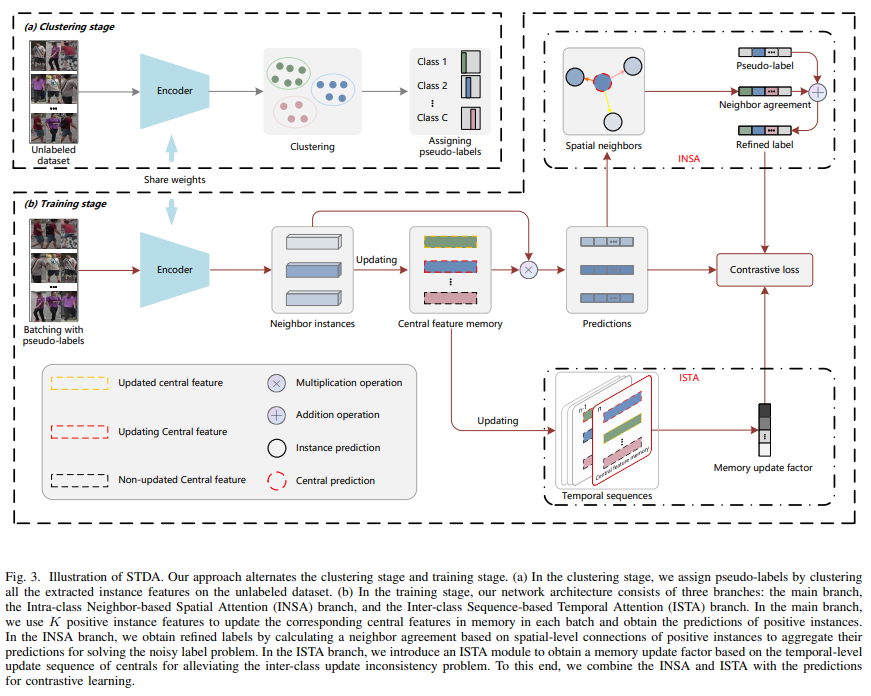 (a) Clustering stage
Encoder
Unlabeled
dataset
Clustering
Class 1
Class 2
Class C
Assigning
pseudo-labels
Share weights
Spatial neighbors
Pseudo-label
Neighbor agreement
Refined label
INSA
(b) Training stage
Encoder
Batching with
pseudo-labels
Neighbor instances
Updating
Central feature memory
Predictions
Contrastive loss
Updating
ISTA
n-1
n
Central feature memory
Temporal sequences
Memory update factor
Updated central feature
Updating Central feature
Non-updated Central feature
Multiplication operation
Addition operation
Instance prediction
Central prediction
Fig. 3. Illustration of STDA. Our approach alternates the clustering stage and training stage. (a) In the clustering stage, we assign pseudo-labels by clustering
all the extracted instance features on the unlabeled dataset. (b) In the training stage, our network architecture consists of three branches: the main branch,
the Intra-class Neighbor-based Spatial Attention (INSA) branch, and the Inter-class Sequence-based Temporal Attention (ISTA) branch. In the main branch,
we use K positive instance features to update the corresponding central features in memory in each batch and obtain the predictions of positive instances.
In the INSA branch, we obtain refined labels by calculating a neighbor agreement based on spatial-level connections of positive instances to aggregate their
predictions for solving the noisy label problem. In the ISTA branch, we introduce an ISTA module to obtain a memory update factor based on the temporal-level
update sequence of centrals for alleviating the inter-class update inconsistency problem. To this end, we combine the INSA and ISTA with the predictions
for contrastive learning.